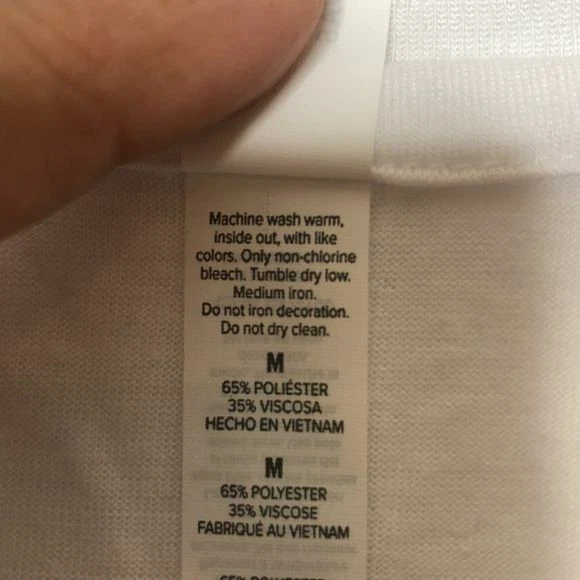 Machine wash warm,
inside out, with like
colors. Only non-chlorine
bleach. Tumble dry low.
Medium iron.
Do not iron decoration.
Do not dry clean.
M
65% POLIÉSTER
35% VISCOSA
HECHO EN VIETNAM
M
65% POLYESTER
35% VISCOSE
FABRIQUÉ AU VIETNAM